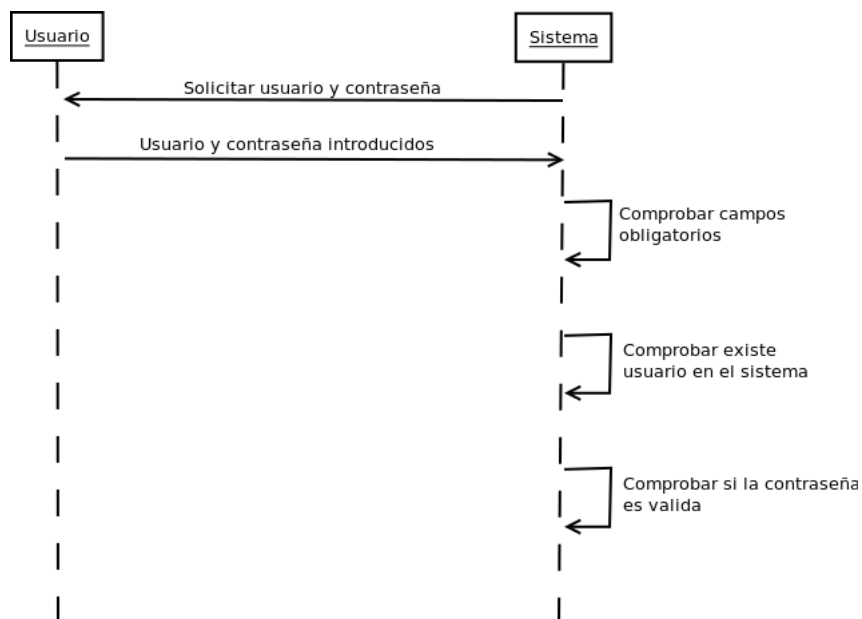 Usuario
Sistema
Solicitar usuario y contraseña
Usuario y contraseña introducidos
Comprobar campos
obligatorios
Comprobar existe
usuario en el sistema
Comprobar si la contraseña
es valida